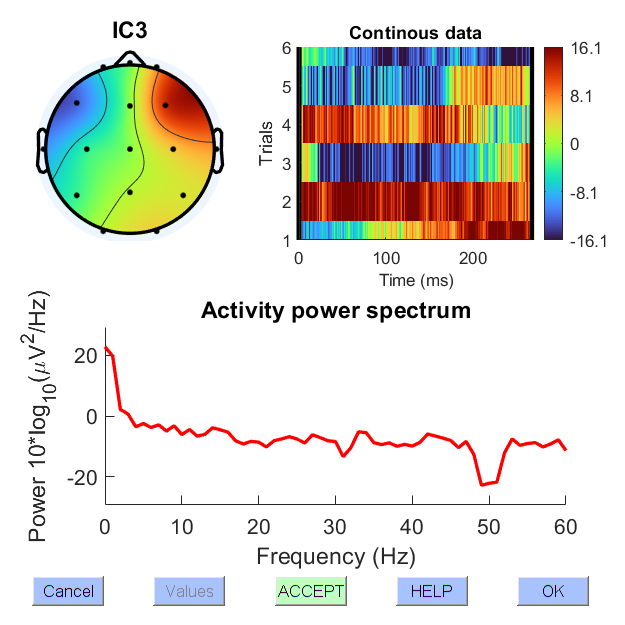 IC3
Continous data
Trials
6
5
4
3
2
1
0
100
200
Time (ms)
16.1
8.1
0
-8.1
-16.1
Activity power spectrum
Power 10*log10(μV2/Hz)
20
0
-20
0
10
20
30
40
50
60
Frequency (Hz)
Cancel
Values
ACCEPT
HELP
OK